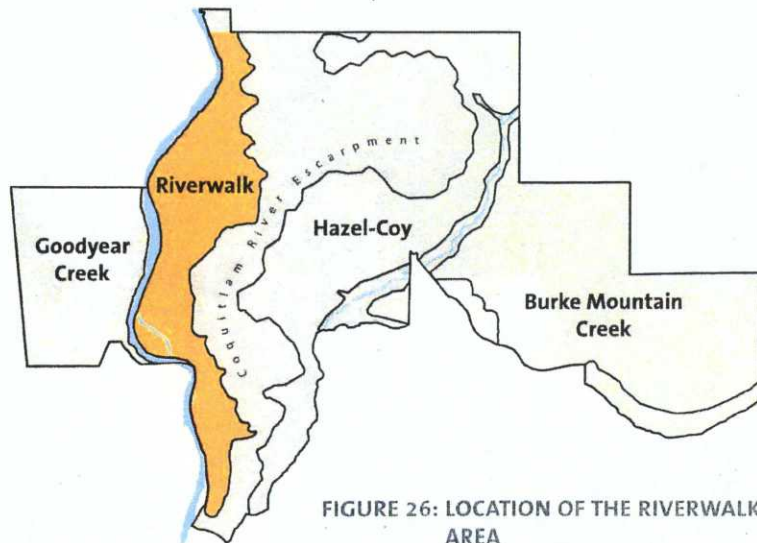 Riverwalk
Goodyear
Creek
Coquitlam River Escarpment
Hazel-Coy
Burke Mountain
Creek
FIGURE 26: LOCATION OF THE RIVERWALK
AREA